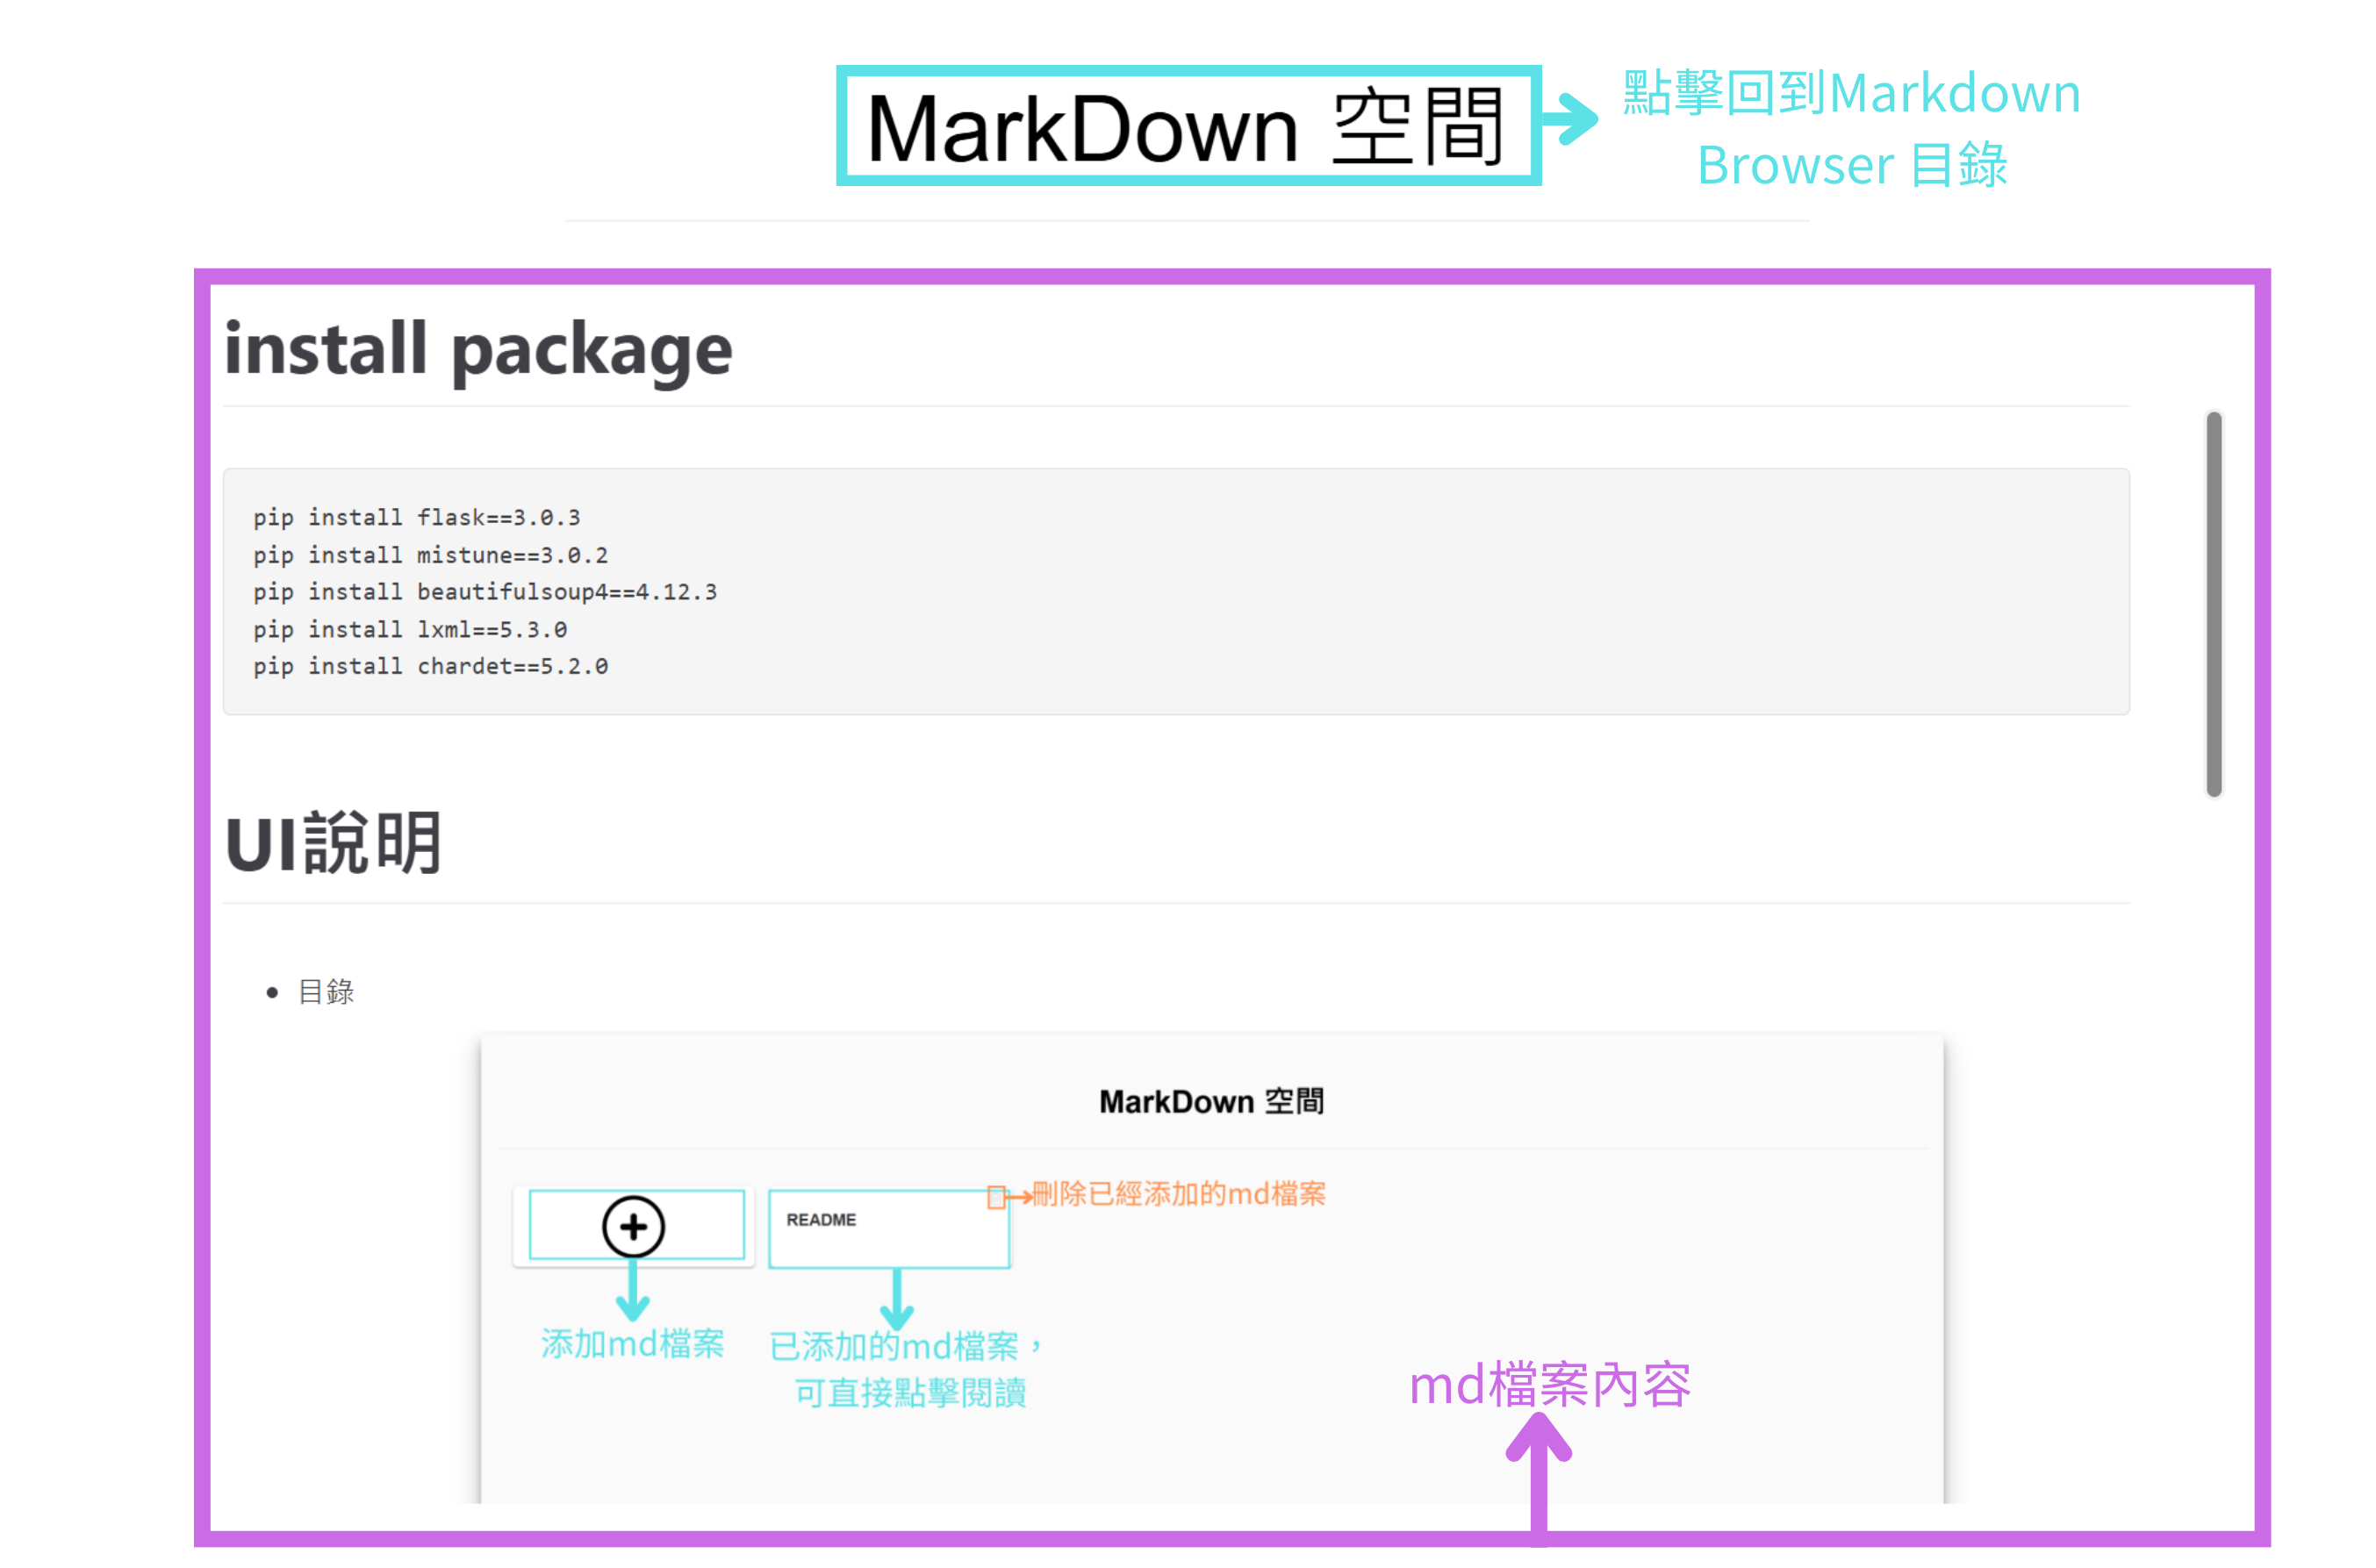 MarkDown 空間
點擊回到Markdown
Browser 目錄
install package
pip install flask==3.0.3
pip install mistune==3.0.2
pip install beautifulsoup4==4.12.3
pip install lxml==5.3.0
pip install chardet==5.2.0
UI說明
• 目錄
MarkDown 空間
刪除已經添加的md檔案
README
添加md檔案
已添加的md檔案，
可直接點擊閱讀
md檔案內容